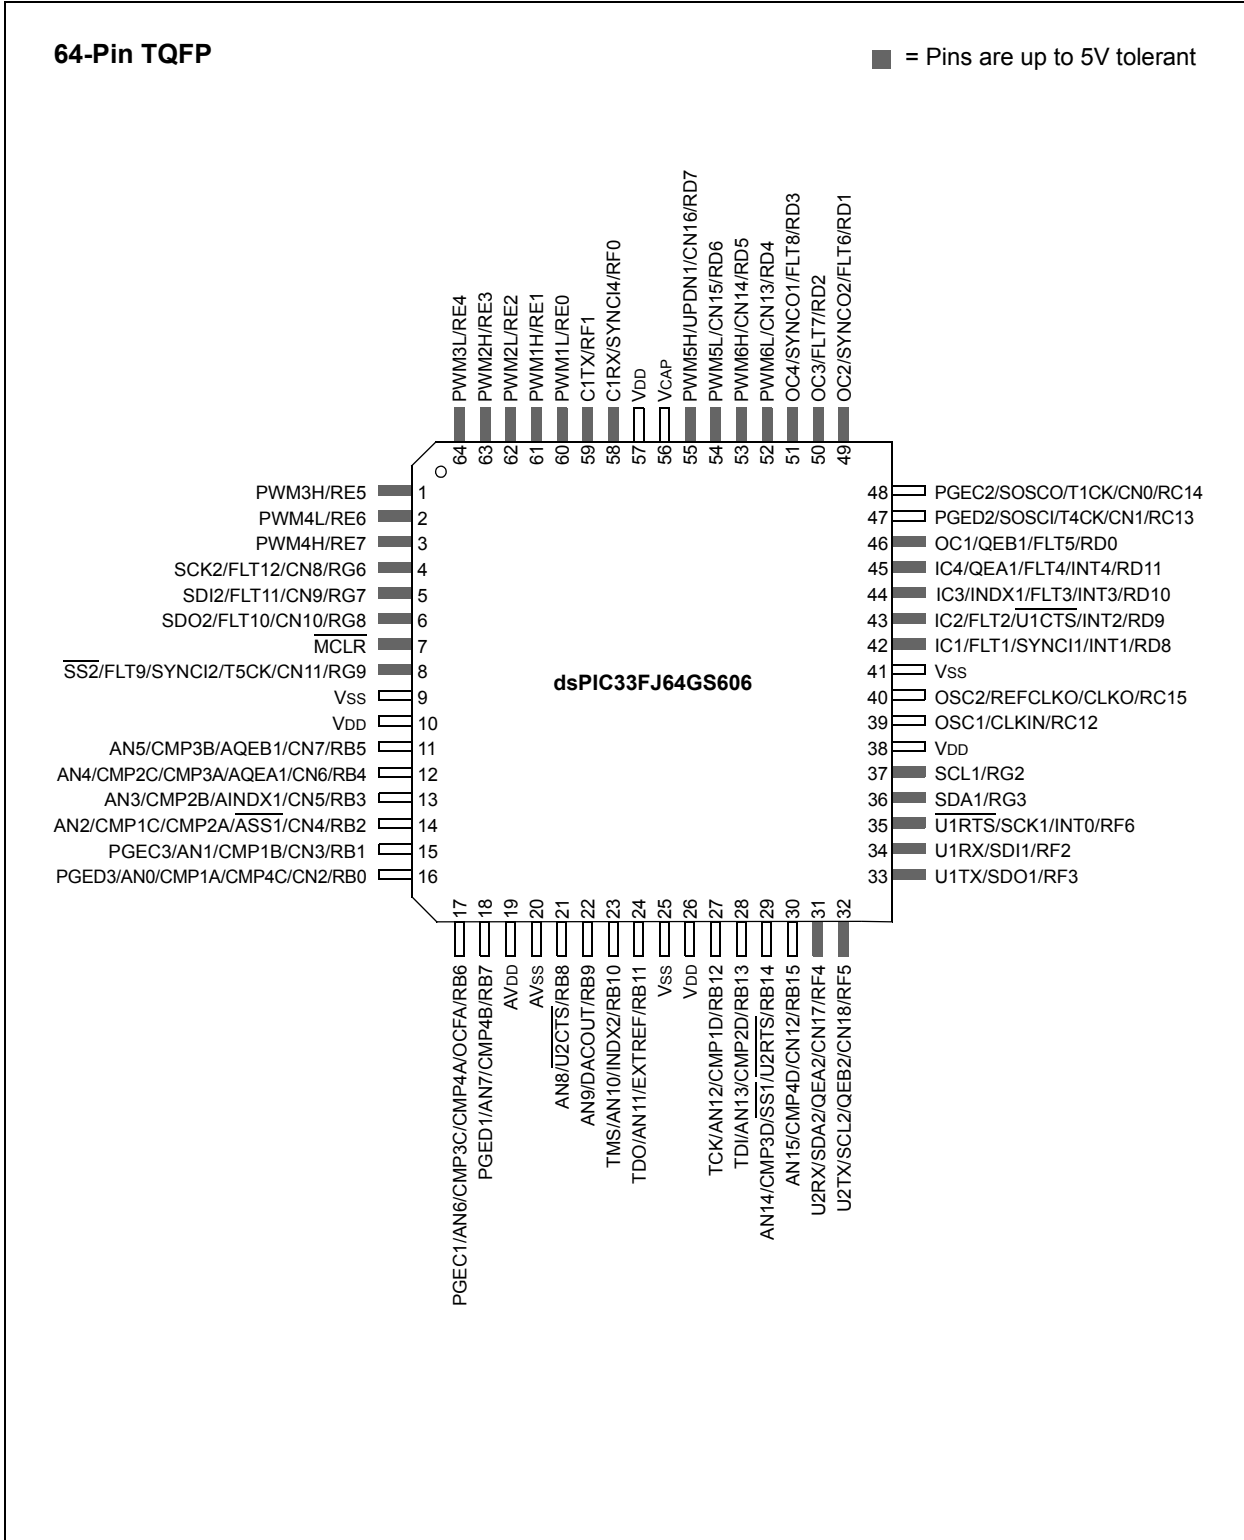 64-Pin TQFP
= Pins are up to 5V tolerant
PWM3L/RE4
PWM2H/RE3
PWM2L/RE2
PWM1H/RE1
PWM1L/RE0
C1TX/RF1
C1RX/SYNCI4/RF0
VDD
VCAP
PWM5H/UPDN1/CN16/RD7
PWM5L/CN15/RD6
PWM6H/CN14/RD5
PWM6L/CN13/RD4
OC4/SYNCO1/FLT8/RD3
OC3/FLT7/RD2
OC2/SYNCO2/FLT6/RD1
64
63
62
61
60
59
58
57
56
55
54
53
52
51
50
49
PWM3H/RE5 1
PWM4L/RE6 2
PWM4H/RE7 3
SCK2/FLT12/CN8/RG6 4
SDI2/FLT11/CN9/RG7 5
SDO2/FLT10/CN10/RG8 6
MCLR 7
SS2/FLT9/SYNCI2/T5CK/CN11/RG9 8
VSS 9
VDD 10
AN5/CMP3B/AQEB1/CN7/RB5 11
AN4/CMP2C/CMP3A/AQEA1/CN6/RB4 12
AN3/CMP2B/AINDX1/CN5/RB3 13
AN2/CMP1C/CMP2A/ASS1/CN4/RB2 14
PGEC3/AN1/CMP1B/CN3/RB1 15
PGED3/AN0/CMP1A/CMP4C/CN2/RB0 16
dsPIC33FJ64GS606
48 PGEC2/SOSCO/T1CK/CN0/RC14
47 PGED2/SOSCI/T4CK/CN1/RC13
46 OC1/QEB1/FLT5/RD0
45 IC4/QEA1/FLT4/INT4/RD11
44 IC3/INDX1/FLT3/INT3/RD10
43 IC2/FLT2/U1CTS/INT2/RD9
42 IC1/FLT1/SYNCI1/INT1/RD8
41 VSS
40 OSC2/REFCLKO/CLKO/RC15
39 OSC1/CLKIN/RC12
38 VDD
37 SCL1/RG2
36 SDA1/RG3
35 U1RTS/SCK1/INT0/RF6
34 U1RX/SDI1/RF2
33 U1TX/SDO1/RF3
17
18
19
20
21
22
23
24
25
26
27
28
29
30
31
32
PGEC1/AN6/CMP3C/CMP4A/OCFA/RB6
PGED1/AN7/CMP4B/RB7
AVDD
AVSS
AN8/U2CTS/RB8
AN9/DACOUT/RB9
TMS/AN10/INDX2/RB10
TDO/AN11/EXTREF/RB11
VSS
VDD
TCK/AN12/CMP1D/RB12
TDI/AN13/CMP2D/RB13
AN14/CMP3D/SS1/U2RTS/RB14
AN15/CMP4D/CN12/RB15
U2RX/SDA2/QEA2/CN17/RF4
U2TX/SCL2/QEB2/CN18/RF5